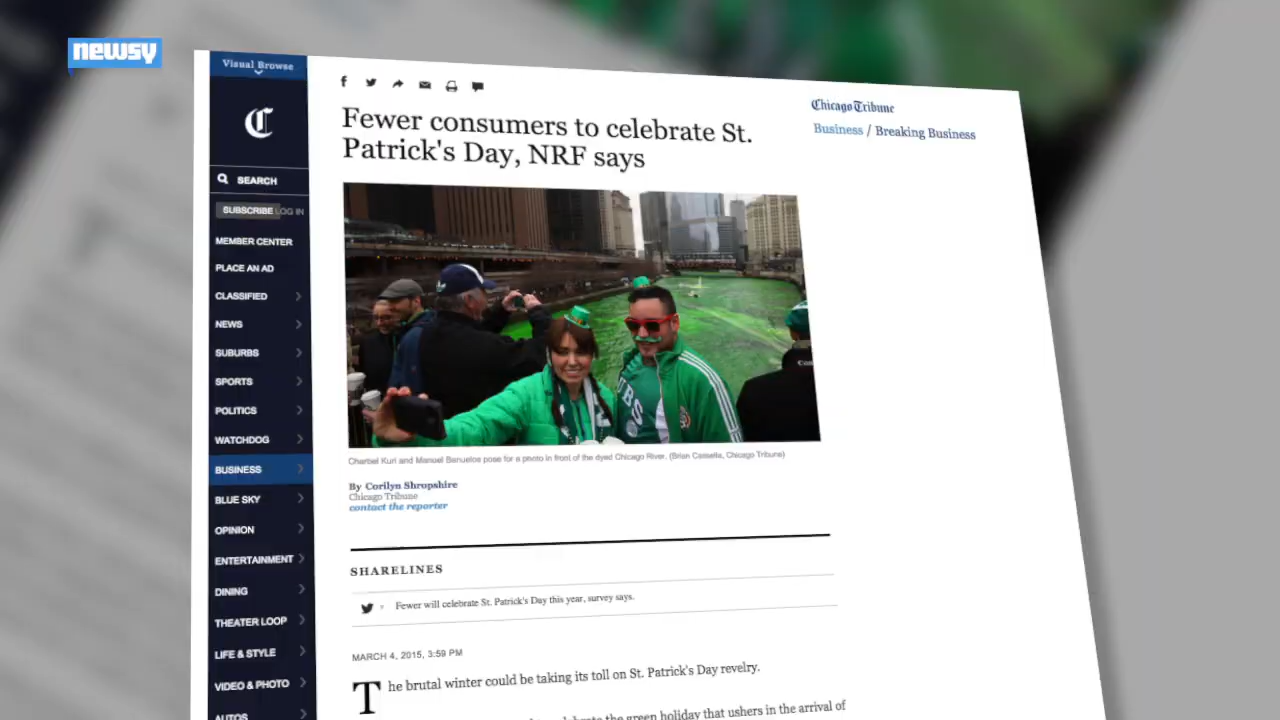 newsy
Visual Browse
SEARCH
SUBSCRIBE LOG IN
MEMBER CENTER
PLACE AN AD
CLASSIFIED
NEWS
SUBURBS
SPORTS
POLITICS
WATCHDOG
BUSINESS
BLUE SKY
OPINION
ENTERTAINMENT
DINING
THEATER LOOP
LIFE & STYLE
VIDEO & PHOTO
AUTOS
Chicago Tribune
Business / Breaking Business
Fewer consumers to celebrate St.
Patrick's Day, NRF says
Charbel Kuri and Manoel Banuelos pose for a photo in front of the dyed Chicago River. (Brian Cassella, Chicago Tribune)
By Corilyn Shropshire
Chicago Tribune
contact the reporter
SHARELINES
Fewer will celebrate St. Patrick's Day this year, survey says.
MARCH 4, 2015, 3:59 PM
The brutal winter could be taking its toll on St. Patrick's Day revelry.
celebrate the green holiday that ushers in the arrival of